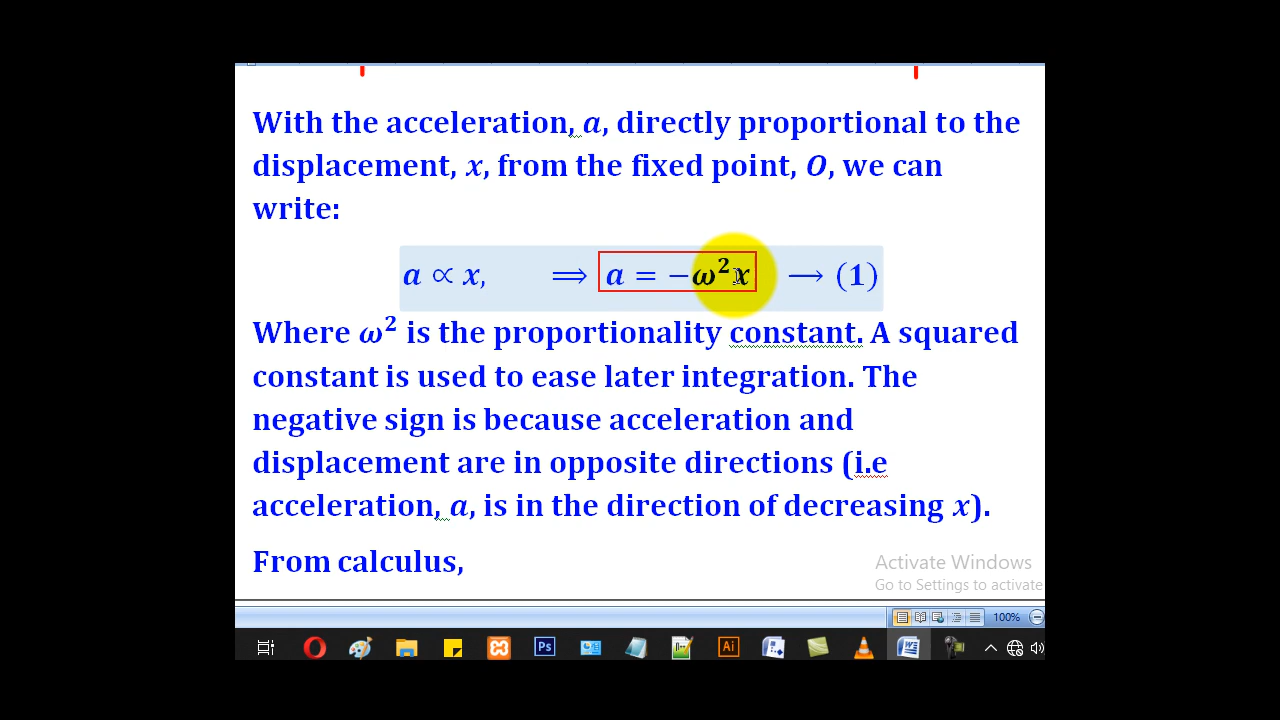 With the acceleration, a, directly proportional to the
displacement, x, from the fixed point, O, we can
write:
a ∝ x, ⟹ a = −ω²x ⟶ (1)
Where ω² is the proportionality constant. A squared
constant is used to ease later integration. The
negative sign is because acceleration and
displacement are in opposite directions (i.e
acceleration, a, is in the direction of decreasing x).
From calculus,
Activate Windows
Go to Settings to activate
100%
Ps
Ai